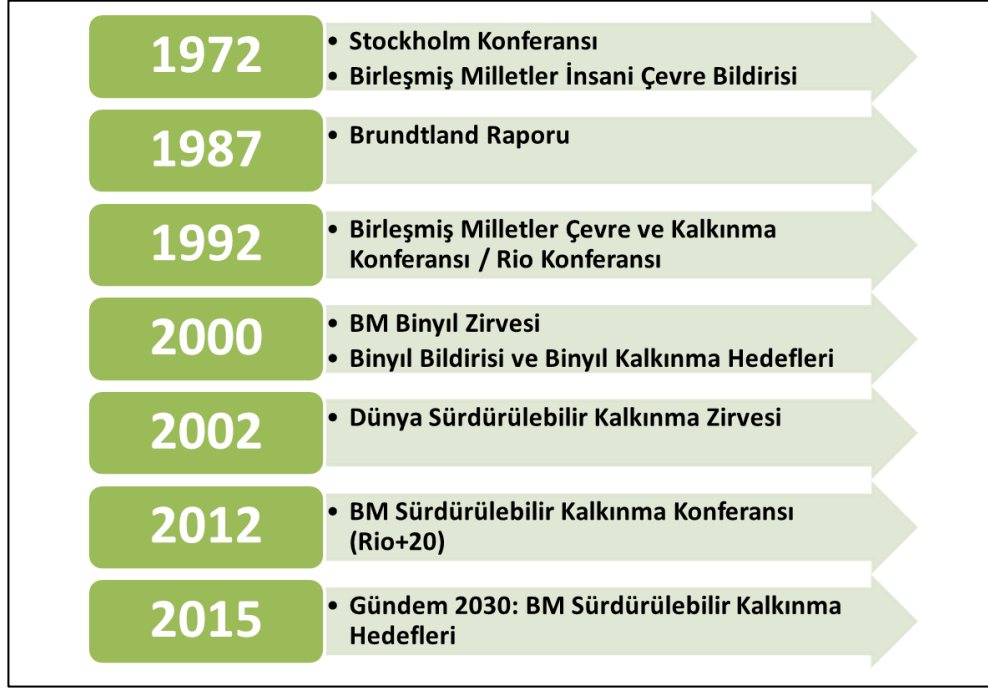 1972
• Stockholm Konferansı
• Birleşmiş Milletler İnsani Çevre Bildirisi
1987
• Brundtland Raporu
1992
• Birleşmiş Milletler Çevre ve Kalkınma
Konferansı / Rio Konferansı
2000
• BM Binyıl Zirvesi
• Binyıl Bildirisi ve Binyıl Kalkınma Hedefleri
2002
• Dünya Sürdürülebilir Kalkınma Zirvesi
2012
• BM Sürdürülebilir Kalkınma Konferansı
(Rio+20)
2015
• Gündem 2030: BM Sürdürülebilir Kalkınma
Hedefleri